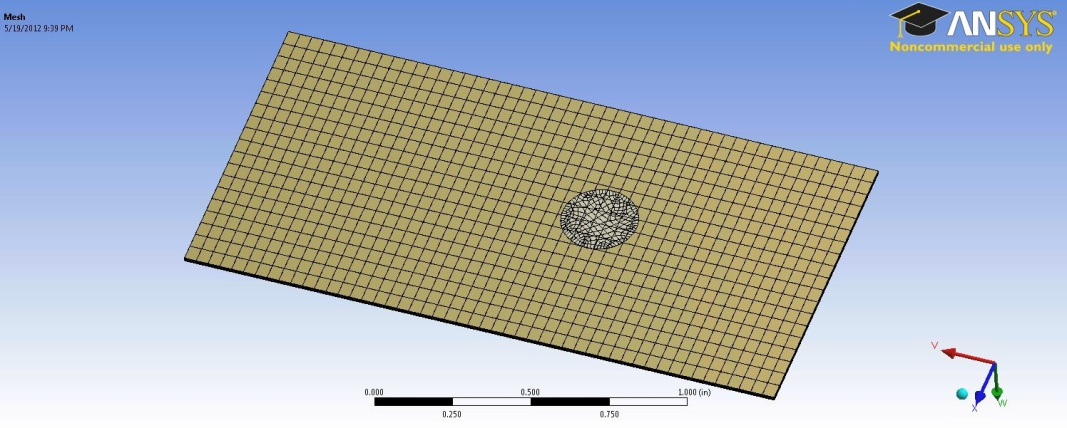 Mesh
5/19/2012 9:39 PM
ANSYS
Noncommercial use only
0.000 0.500 1.000 (in)
0.250 0.750
V
X
W